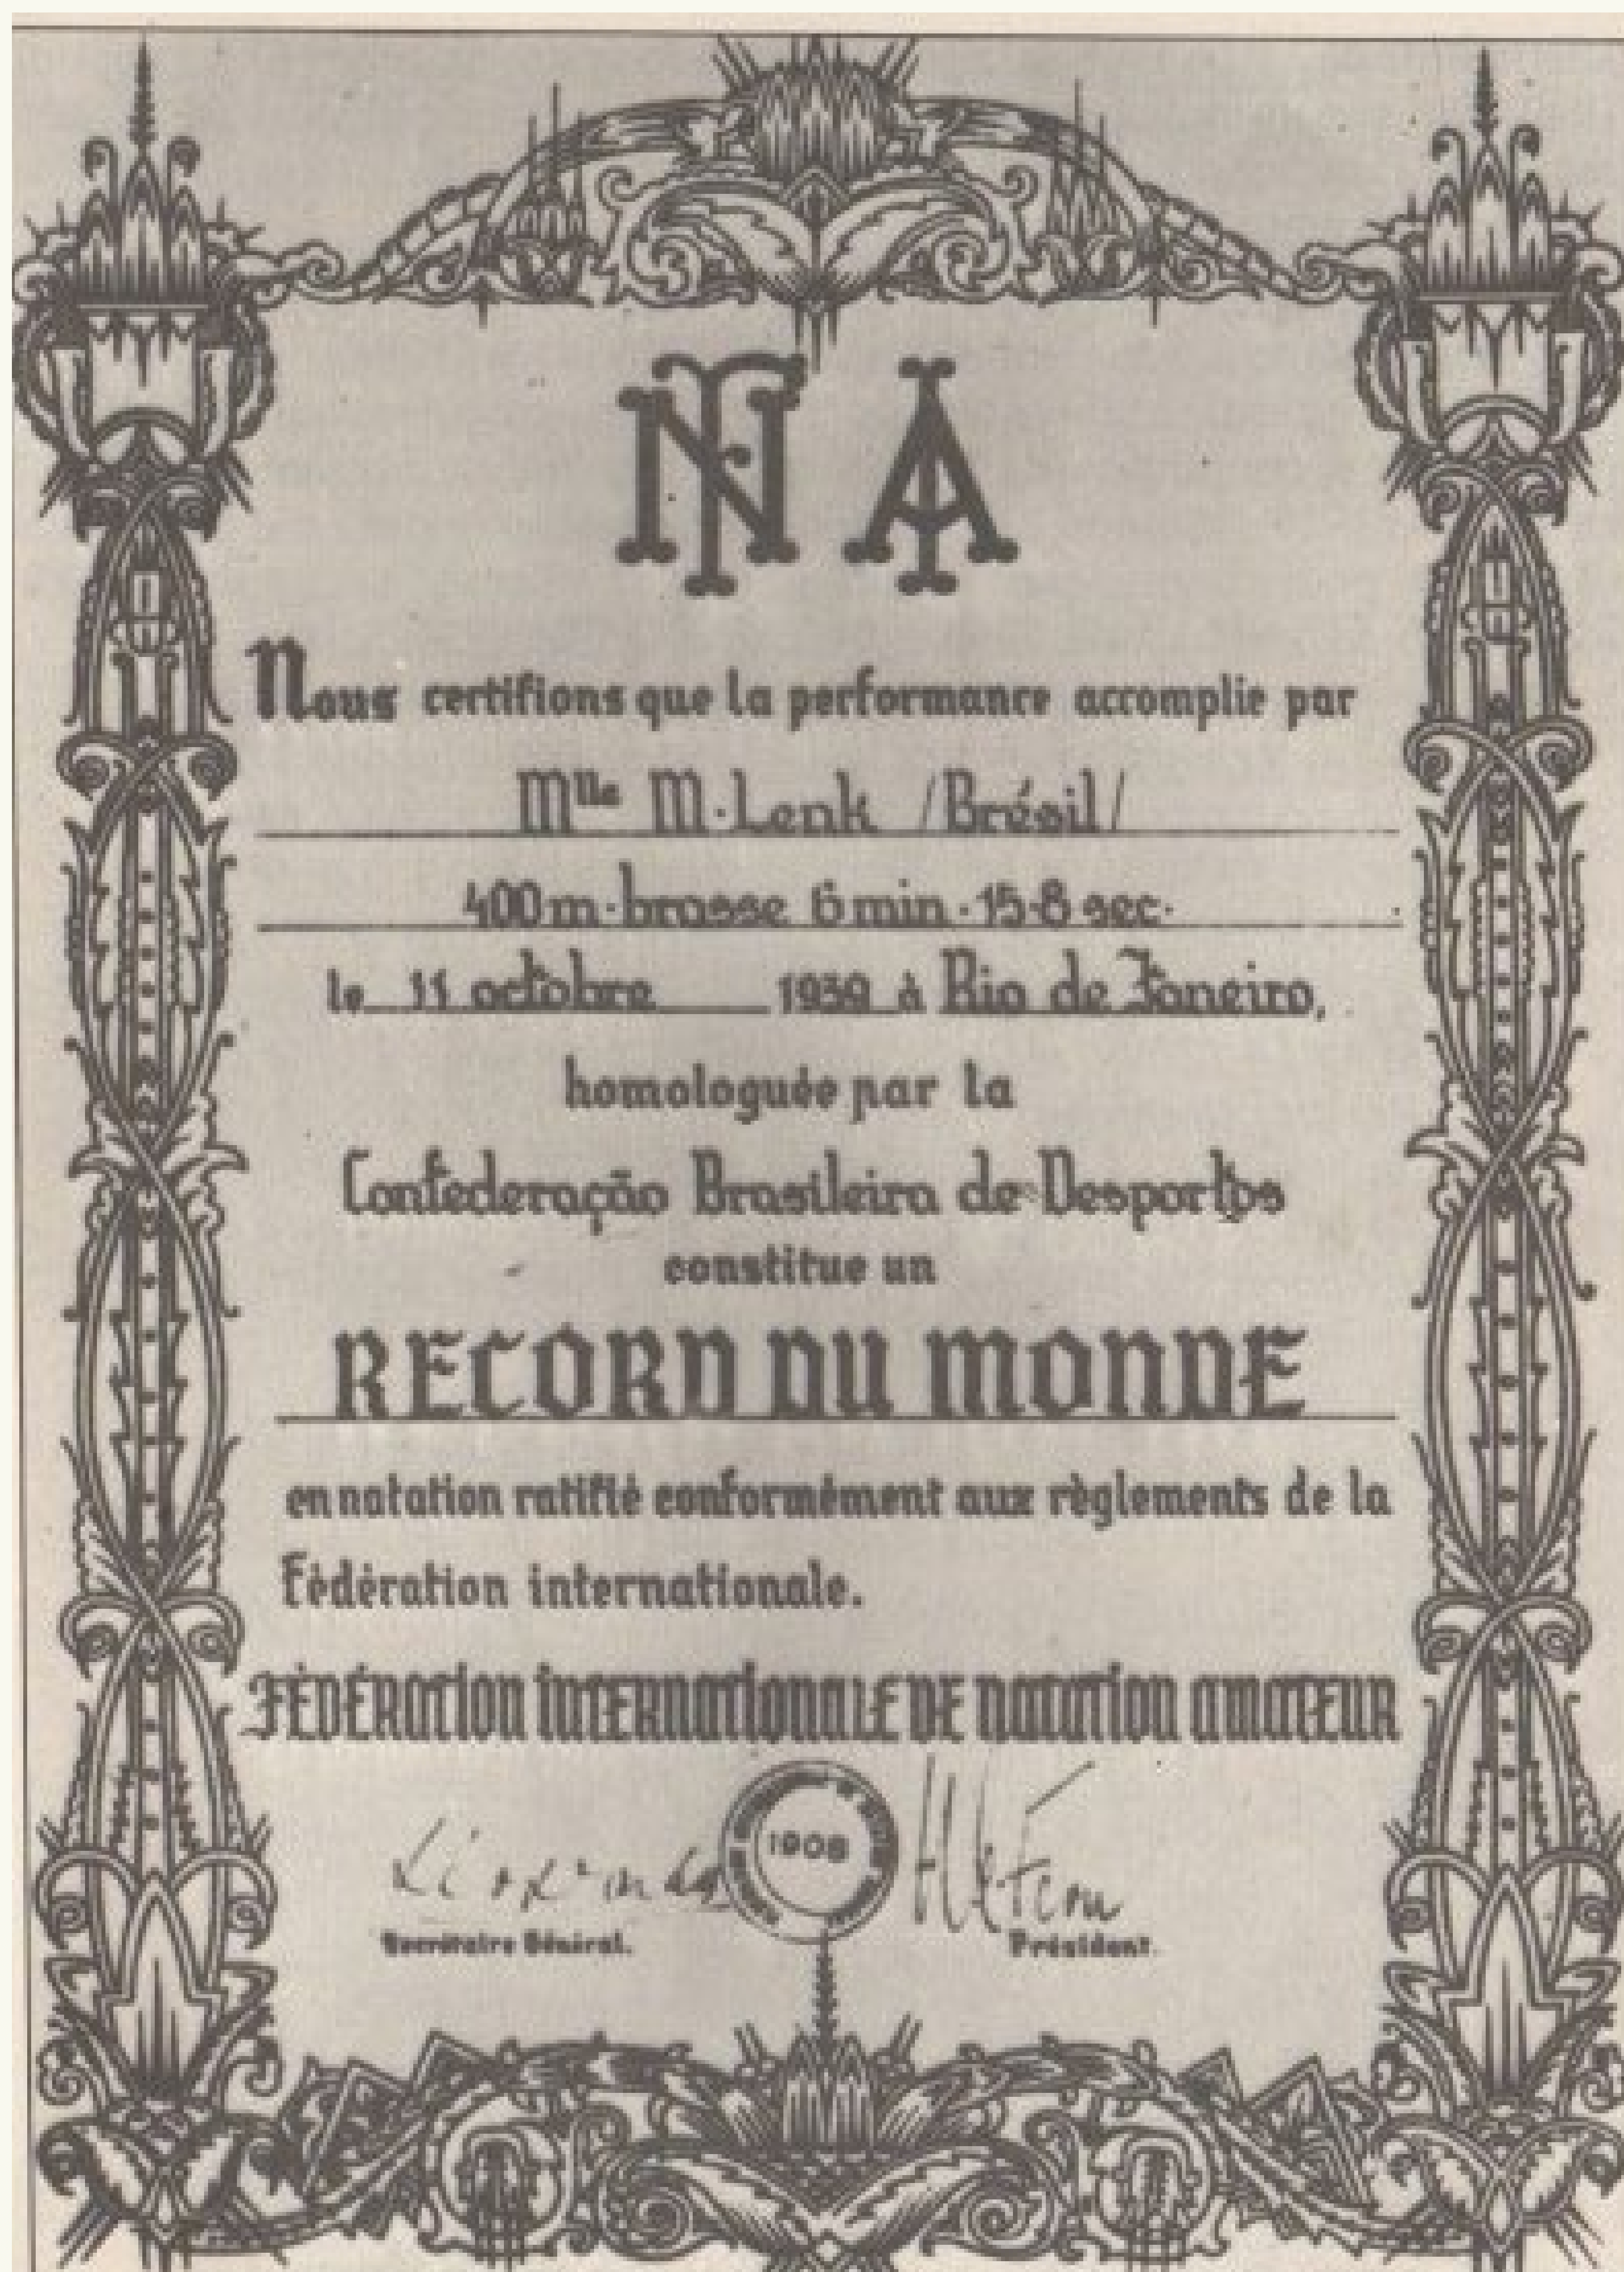 FINA
Nous certifions que la performance accomplie par
Mlle M. Lenk /Brésil/
400m. brasse 6 min. 15.8 sec.
le 11 octobre 1939 à Rio de Janeiro,
homologuée par la
Confederação Brasileira de Desportos
constitue un
RECORD DU MONDE
en natation ratifié conformément aux règlements de la
Fédération internationale.
FÉDÉRATION INTERNATIONALE DE NATATION AMATEUR
1908
Secrétaire Général.
Président.